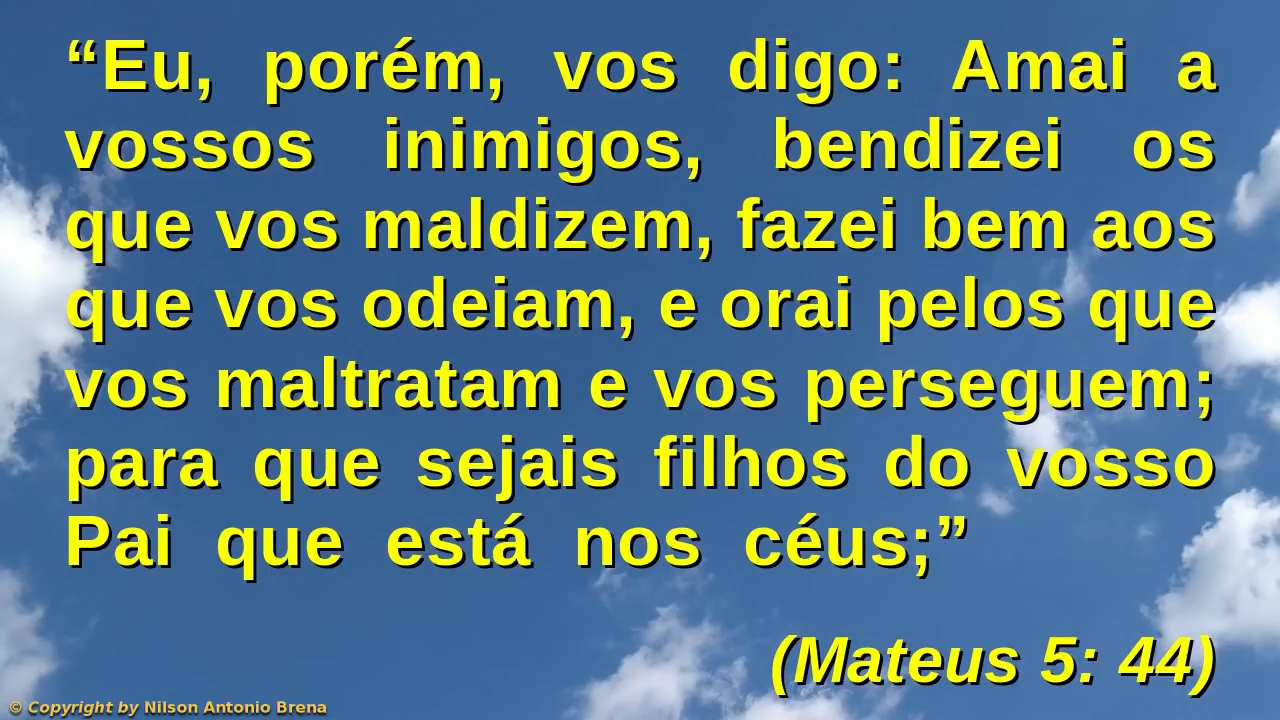 “Eu, porém, vos digo: Amai a
vossos inimigos, bendizei os
que vos maldizem, fazei bem aos
que vos odeiam, e orai pelos que
vos maltratam e vos perseguem;
para que sejais filhos do vosso
Pai que está nos céus;”
(Mateus 5: 44)
© Copyright by Nilson Antonio Brena